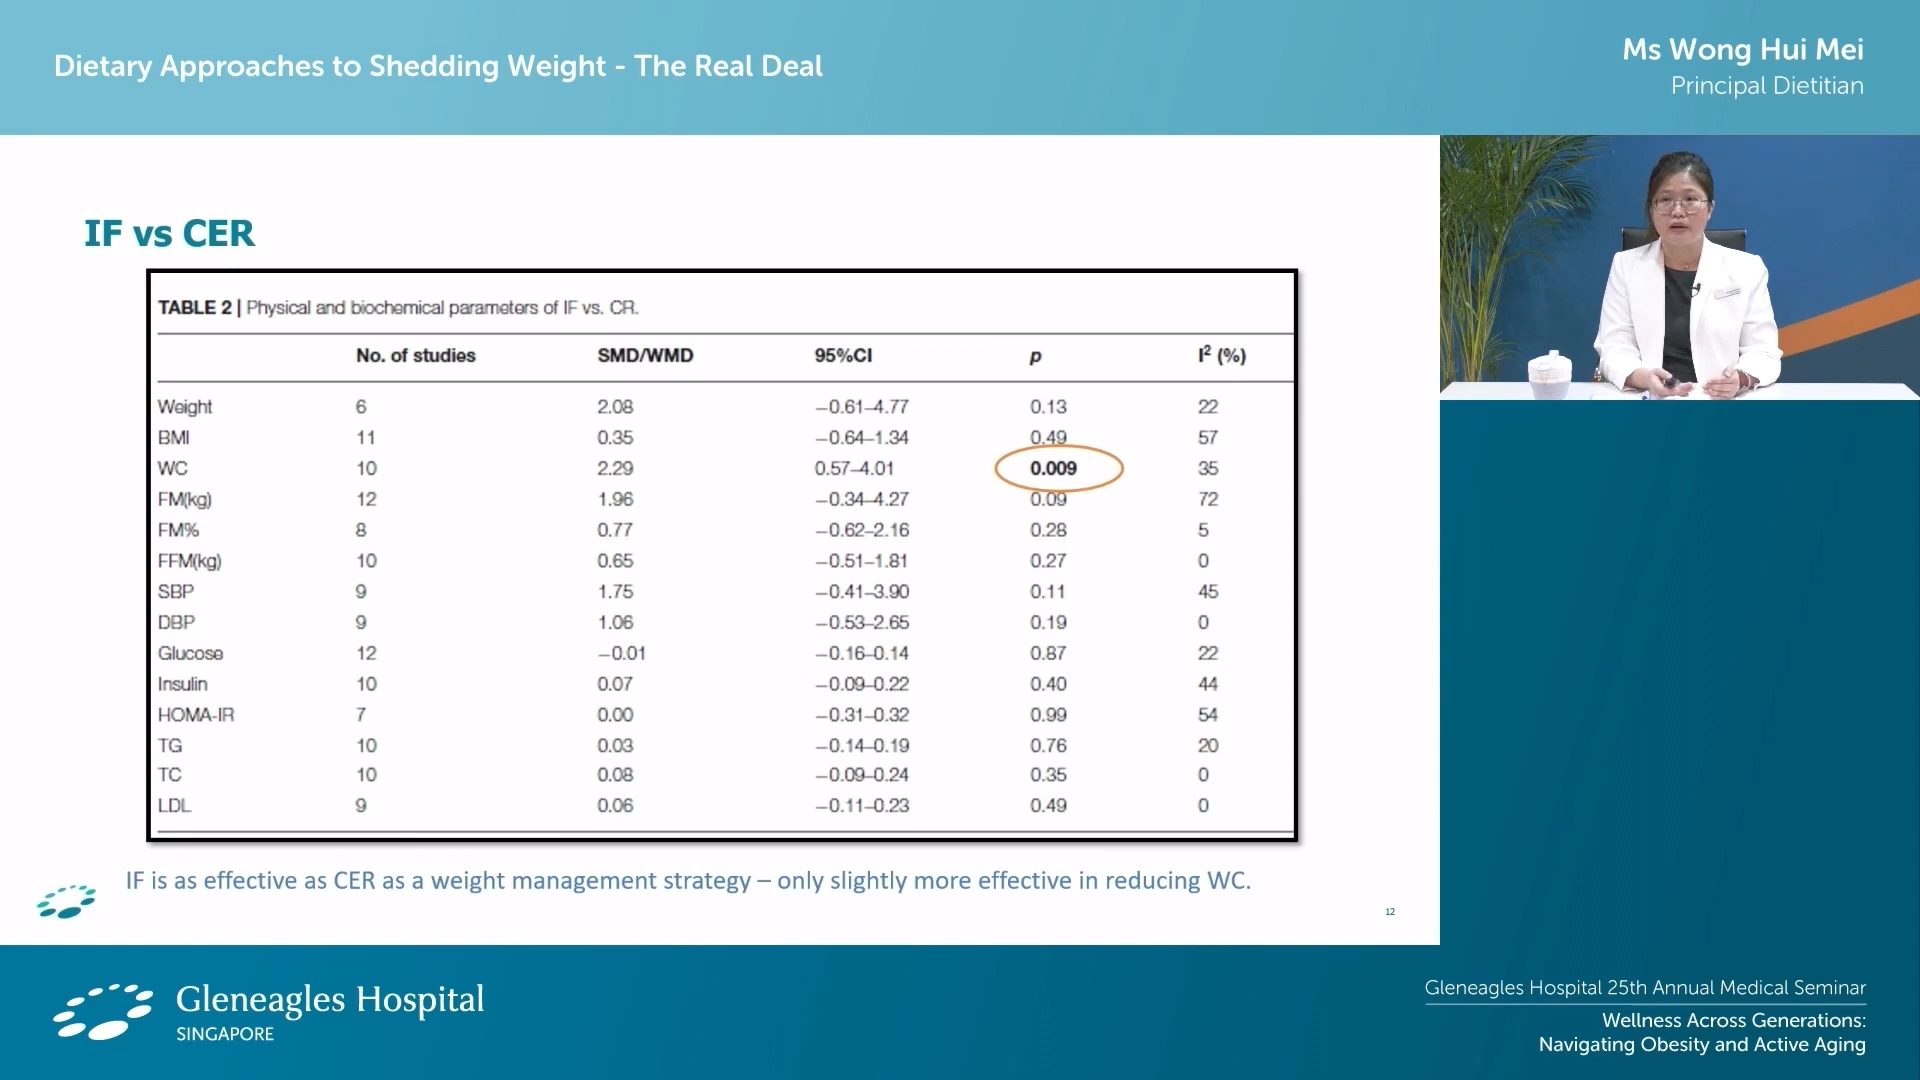 Dietary Approaches to Shedding Weight - The Real Deal
Ms Wong Hui Mei
Principal Dietitian
IF vs CER
TABLE 2 | Physical and biochemical parameters of IF vs. CR.
No. of studies SMD/WMD 95%CI p I² (%)
Weight 6 2.08 −0.61–4.77 0.13 22
BMI 11 0.35 −0.64–1.34 0.49 57
WC 10 2.29 0.57–4.01 0.009 35
FM(kg) 12 1.96 −0.34–4.27 0.09 72
FM% 8 0.77 −0.62–2.16 0.28 5
FFM(kg) 10 0.65 −0.51–1.81 0.27 0
SBP 9 1.75 −0.41–3.90 0.11 45
DBP 9 1.06 −0.53–2.65 0.19 0
Glucose 12 −0.01 −0.16–0.14 0.87 22
Insulin 10 0.07 −0.09–0.22 0.40 44
HOMA-IR 7 0.00 −0.31–0.32 0.99 54
TG 10 0.03 −0.14–0.19 0.76 20
TC 10 0.08 −0.09–0.24 0.35 0
LDL 9 0.06 −0.11–0.23 0.49 0
IF is as effective as CER as a weight management strategy – only slightly more effective in reducing WC.
12
Gleneagles Hospital
SINGAPORE
Gleneagles Hospital 25th Annual Medical Seminar
Wellness Across Generations:
Navigating Obesity and Active Aging